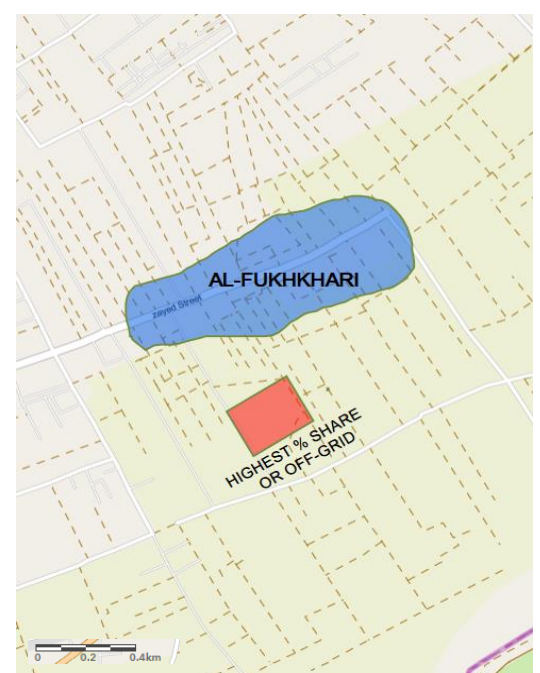 AL-FUKHKHARI
zayed Street
HIGHEST % SHARE
OR OFF-GRID
0 0.2 0.4km